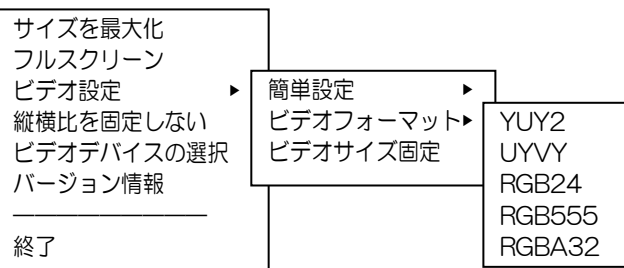 サイズを最大化
フルスクリーン
ビデオ設定 ▶
縦横比を固定しない
ビデオデバイスの選択
バージョン情報
終了
簡単設定 ▶
ビデオフォーマット▶
ビデオサイズ固定
YUY2
UYVY
RGB24
RGB555
RGBA32